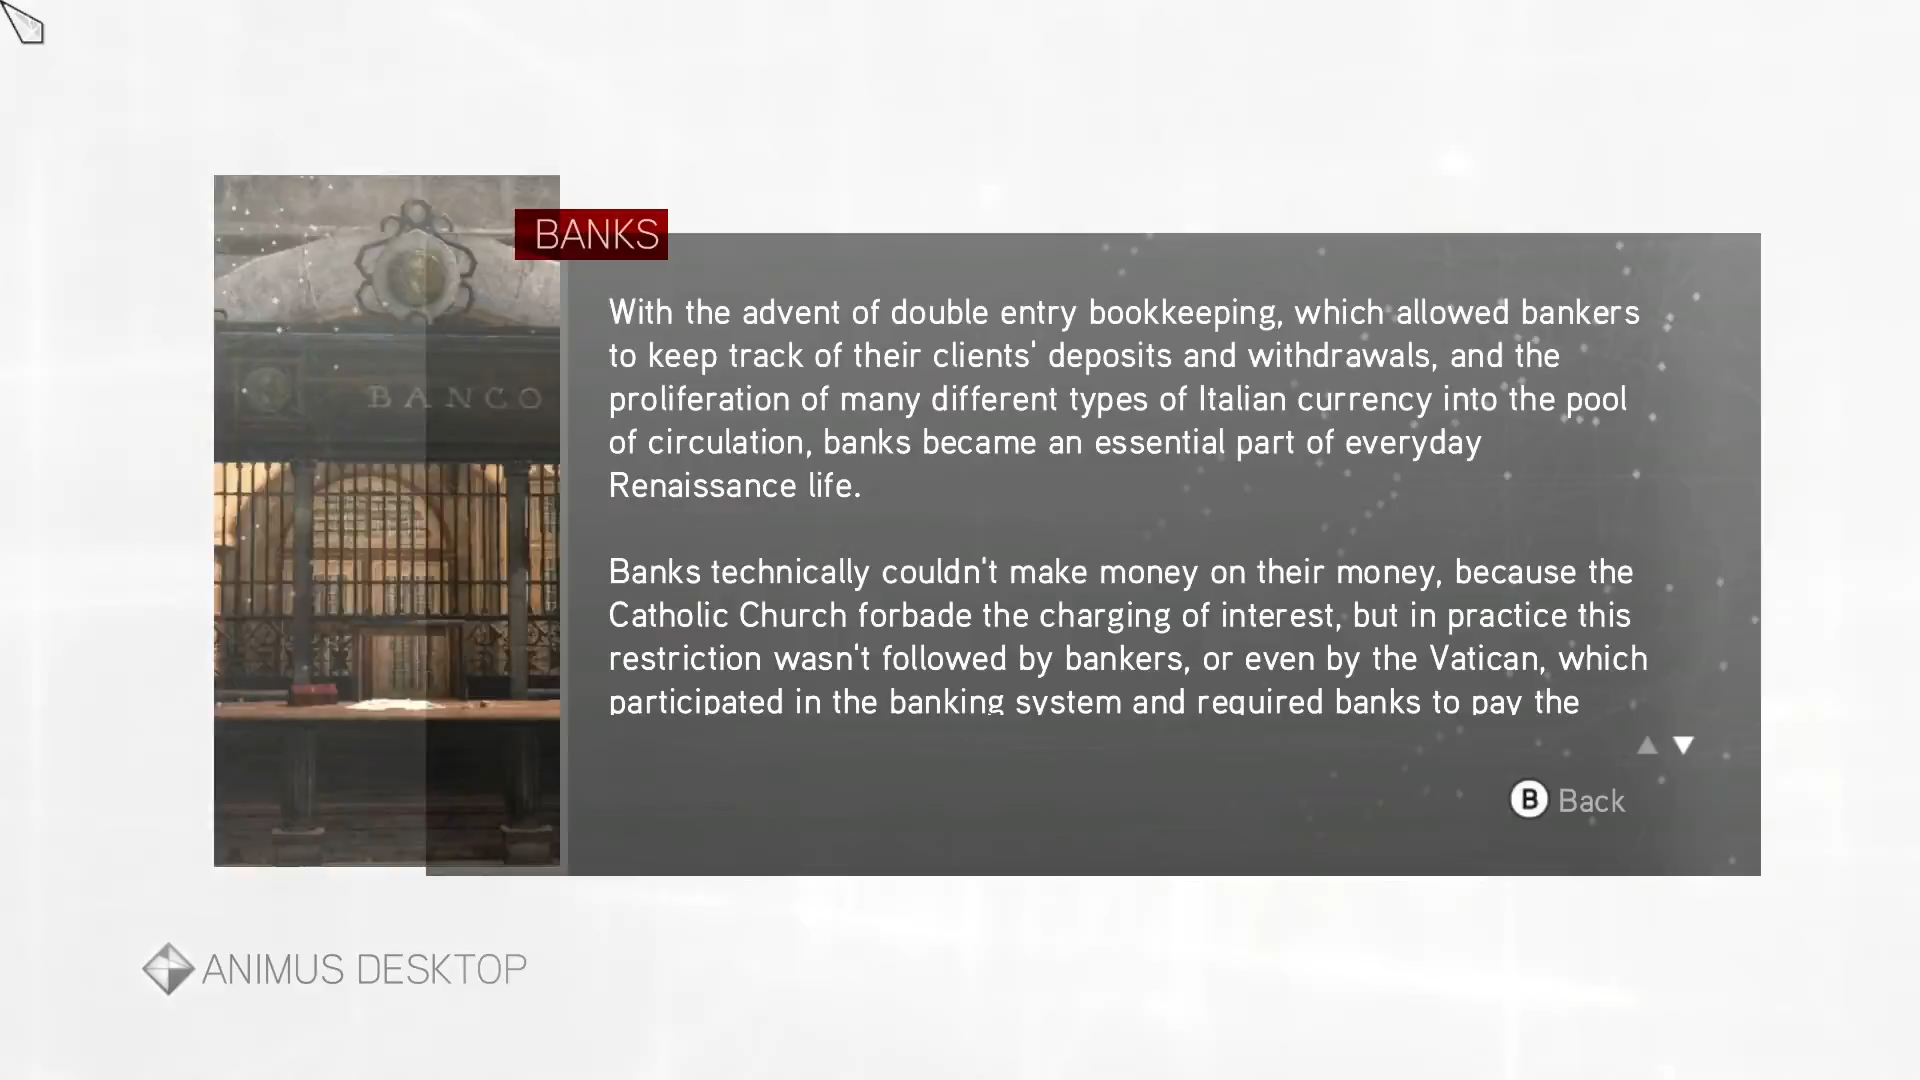 BANKS
BANCO
With the advent of double entry bookkeeping, which allowed bankers
to keep track of their clients' deposits and withdrawals, and the
proliferation of many different types of Italian currency into the pool
of circulation, banks became an essential part of everyday
Renaissance life.
Banks technically couldn't make money on their money, because the
Catholic Church forbade the charging of interest, but in practice this
restriction wasn't followed by bankers, or even by the Vatican, which
participated in the banking system and required banks to pay the
B Back
ANIMUS DESKTOP